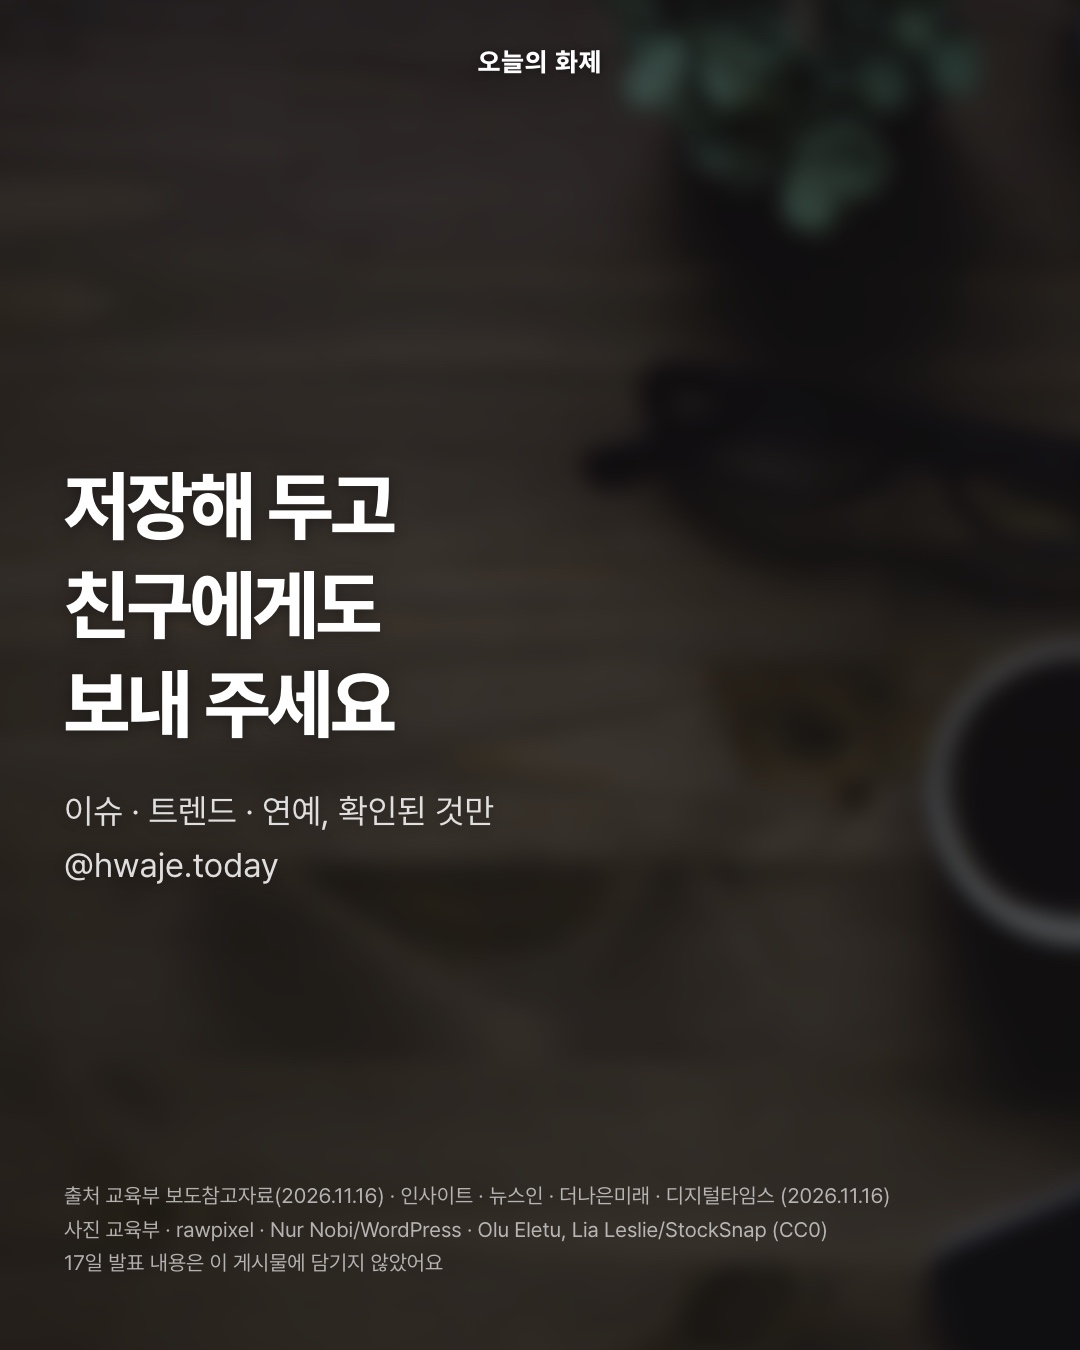 오늘의 화제
저장해 두고
친구에게도
보내 주세요
이슈 · 트렌드 · 연예, 확인된 것만
@hwaje.today
출처 교육부 보도참고자료(2026.11.16) · 인사이트 · 뉴스인 · 더나은미래 · 디지털타임스 (2026.11.16)
사진 교육부 · rawpixel · Nur Nobi/WordPress · Olu Eletu, Lia Leslie/StockSnap (CC0)
17일 발표 내용은 이 게시물에 담기지 않았어요